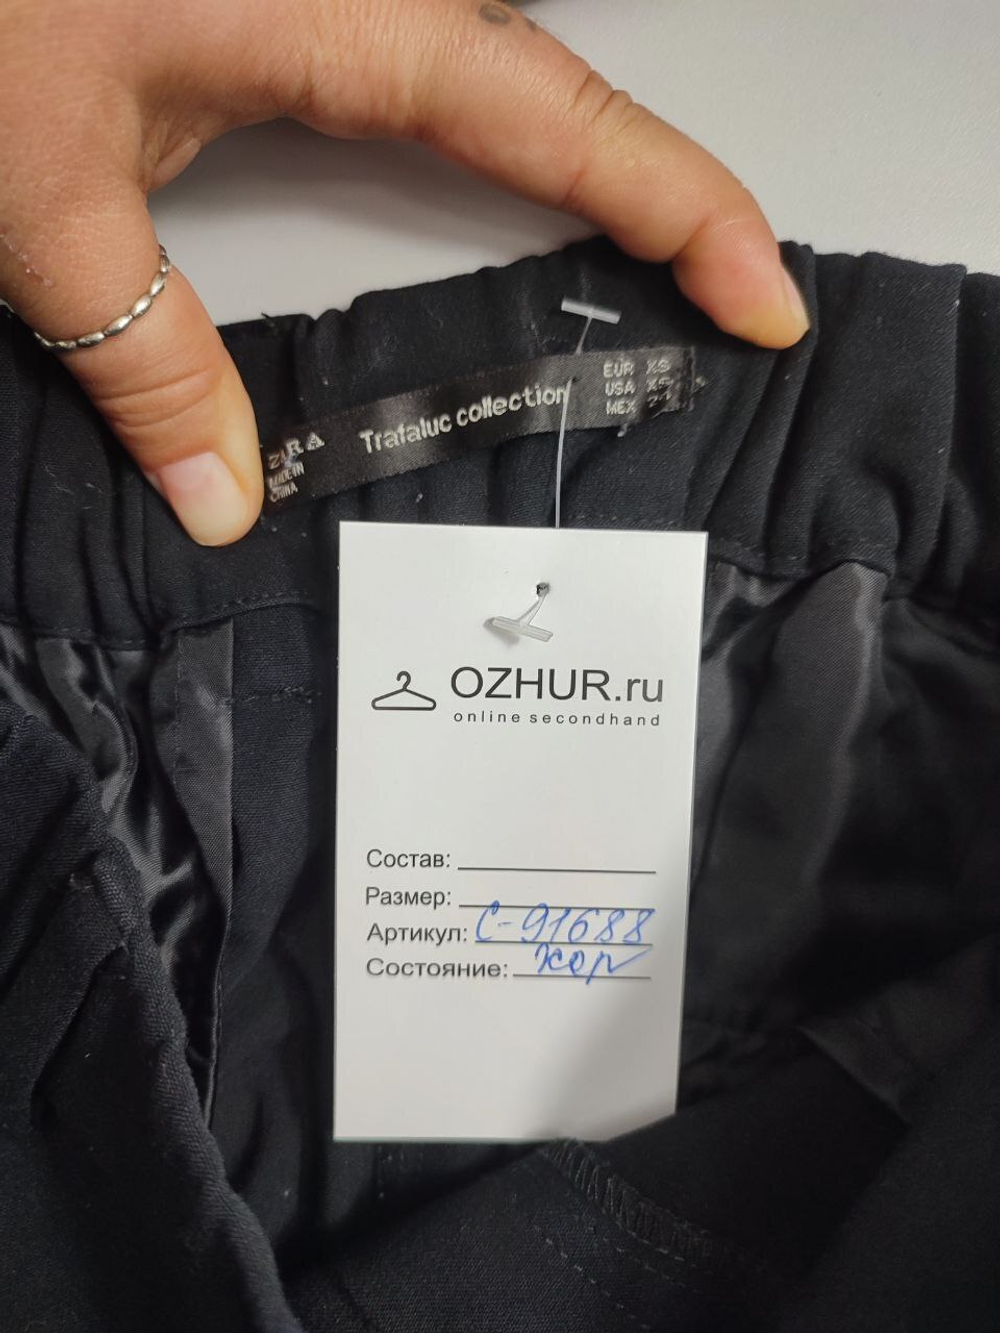 ZARA
MADE IN
CHINA
Trafaluc collection
EUR XS
USA XS
MEX
OZHUR.ru
online secondhand
Состав:
Размер:
Артикул: С-91688
Состояние: хор